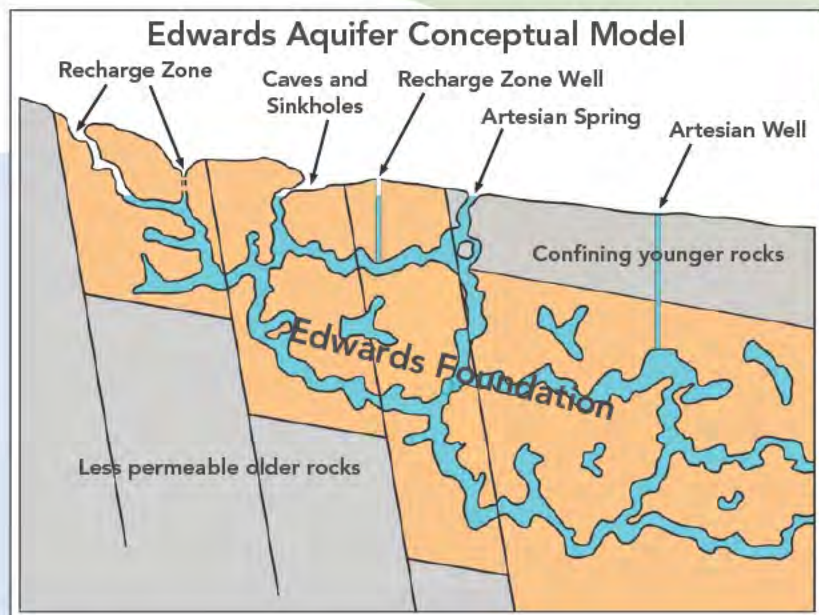 Edwards Aquifer Conceptual Model
Recharge Zone
Caves and
Sinkholes
Recharge Zone Well
Artesian Spring
Artesian Well
Confining younger rocks
Edwards Foundation
Less permeable older rocks